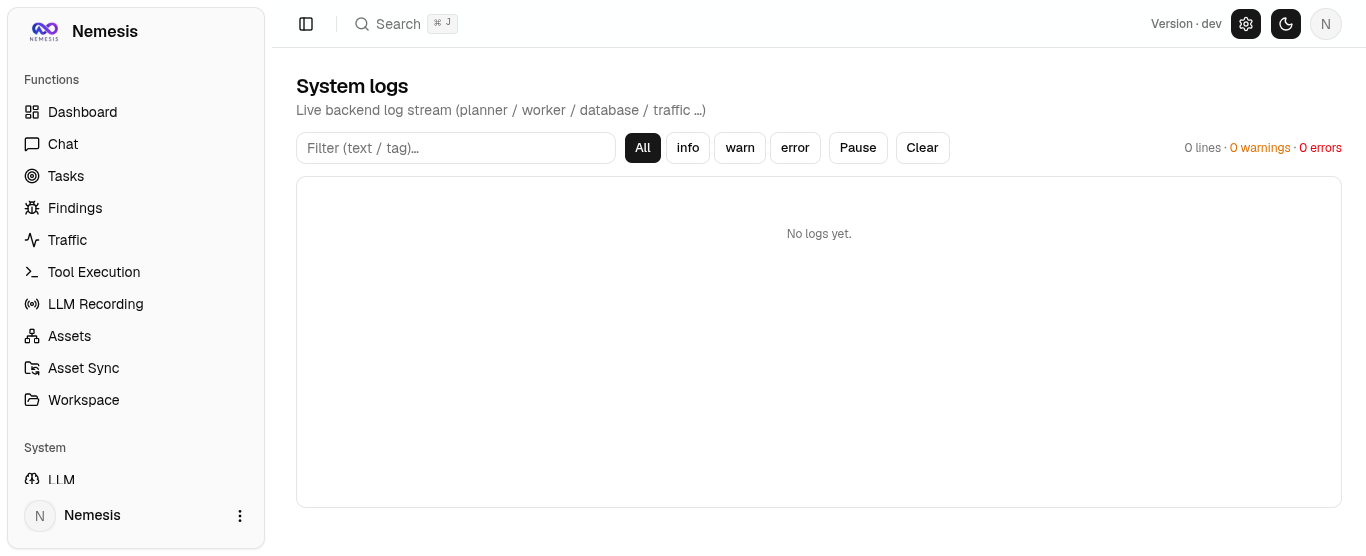 NEMESIS
Nemesis
Functions
Dashboard
Chat
Tasks
Findings
Traffic
Tool Execution
LLM Recording
Assets
Asset Sync
Workspace
System
LLM
N
Nemesis
Search
⌘ J
Version · dev
N
System logs
Live backend log stream (planner / worker / database / traffic …)
Filter (text / tag)…
All
info
warn
error
Pause
Clear
0 lines · 0 warnings · 0 errors
No logs yet.